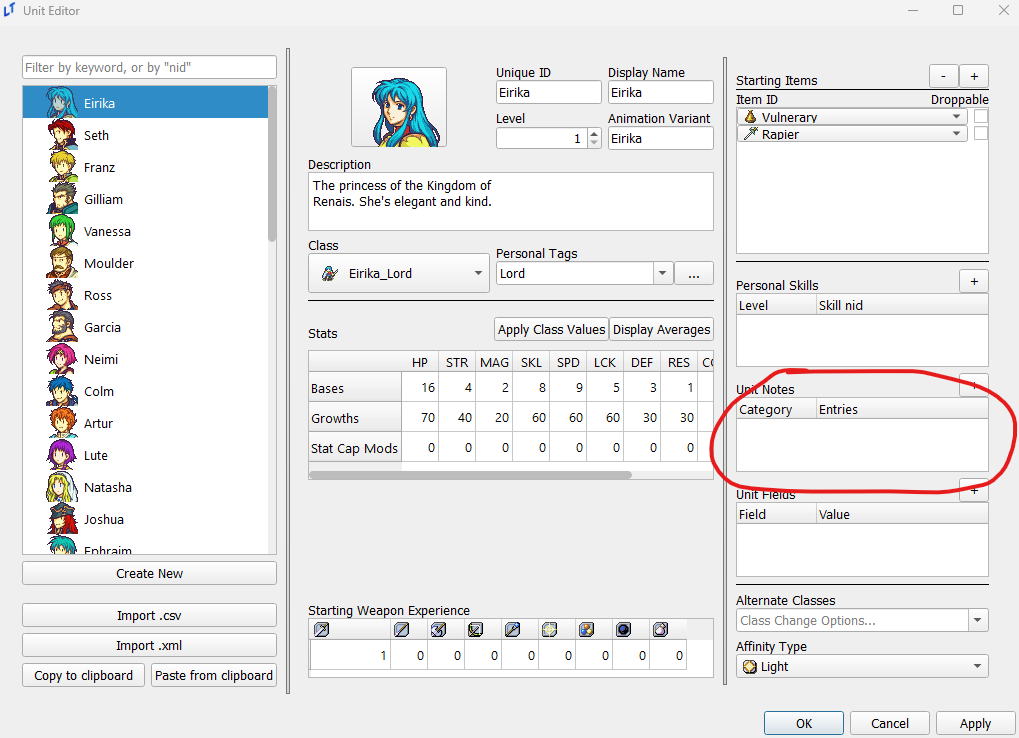 LT Unit Editor
Filter by keyword, or by "nid"
Eirika
Seth
Franz
Gilliam
Vanessa
Moulder
Ross
Garcia
Neimi
Colm
Artur
Lute
Natasha
Joshua
Ephraim
Create New
Import .csv
Import .xml
Copy to clipboard Paste from clipboard
Unique ID Display Name
Eirika Eirika
Level Animation Variant
1 Eirika
Description
The princess of the Kingdom of
Renais. She's elegant and kind.
Class Personal Tags
Eirika_Lord Lord ...
Stats Apply Class Values Display Averages
HP STR MAG SKL SPD LCK DEF RES
Bases 16 4 2 8 9 5 3 1
Growths 70 40 20 60 60 60 30 30
Stat Cap Mods 0 0 0 0 0 0 0 0
Starting Weapon Experience
1 0 0 0 0 0 0 0 0
Starting Items - +
Item ID Droppable
Vulnerary
Rapier
Personal Skills +
Level Skill nid
Unit Notes +
Category Entries
Unit Fields +
Field Value
Alternate Classes
Class Change Options...
Affinity Type
Light
OK Cancel Apply